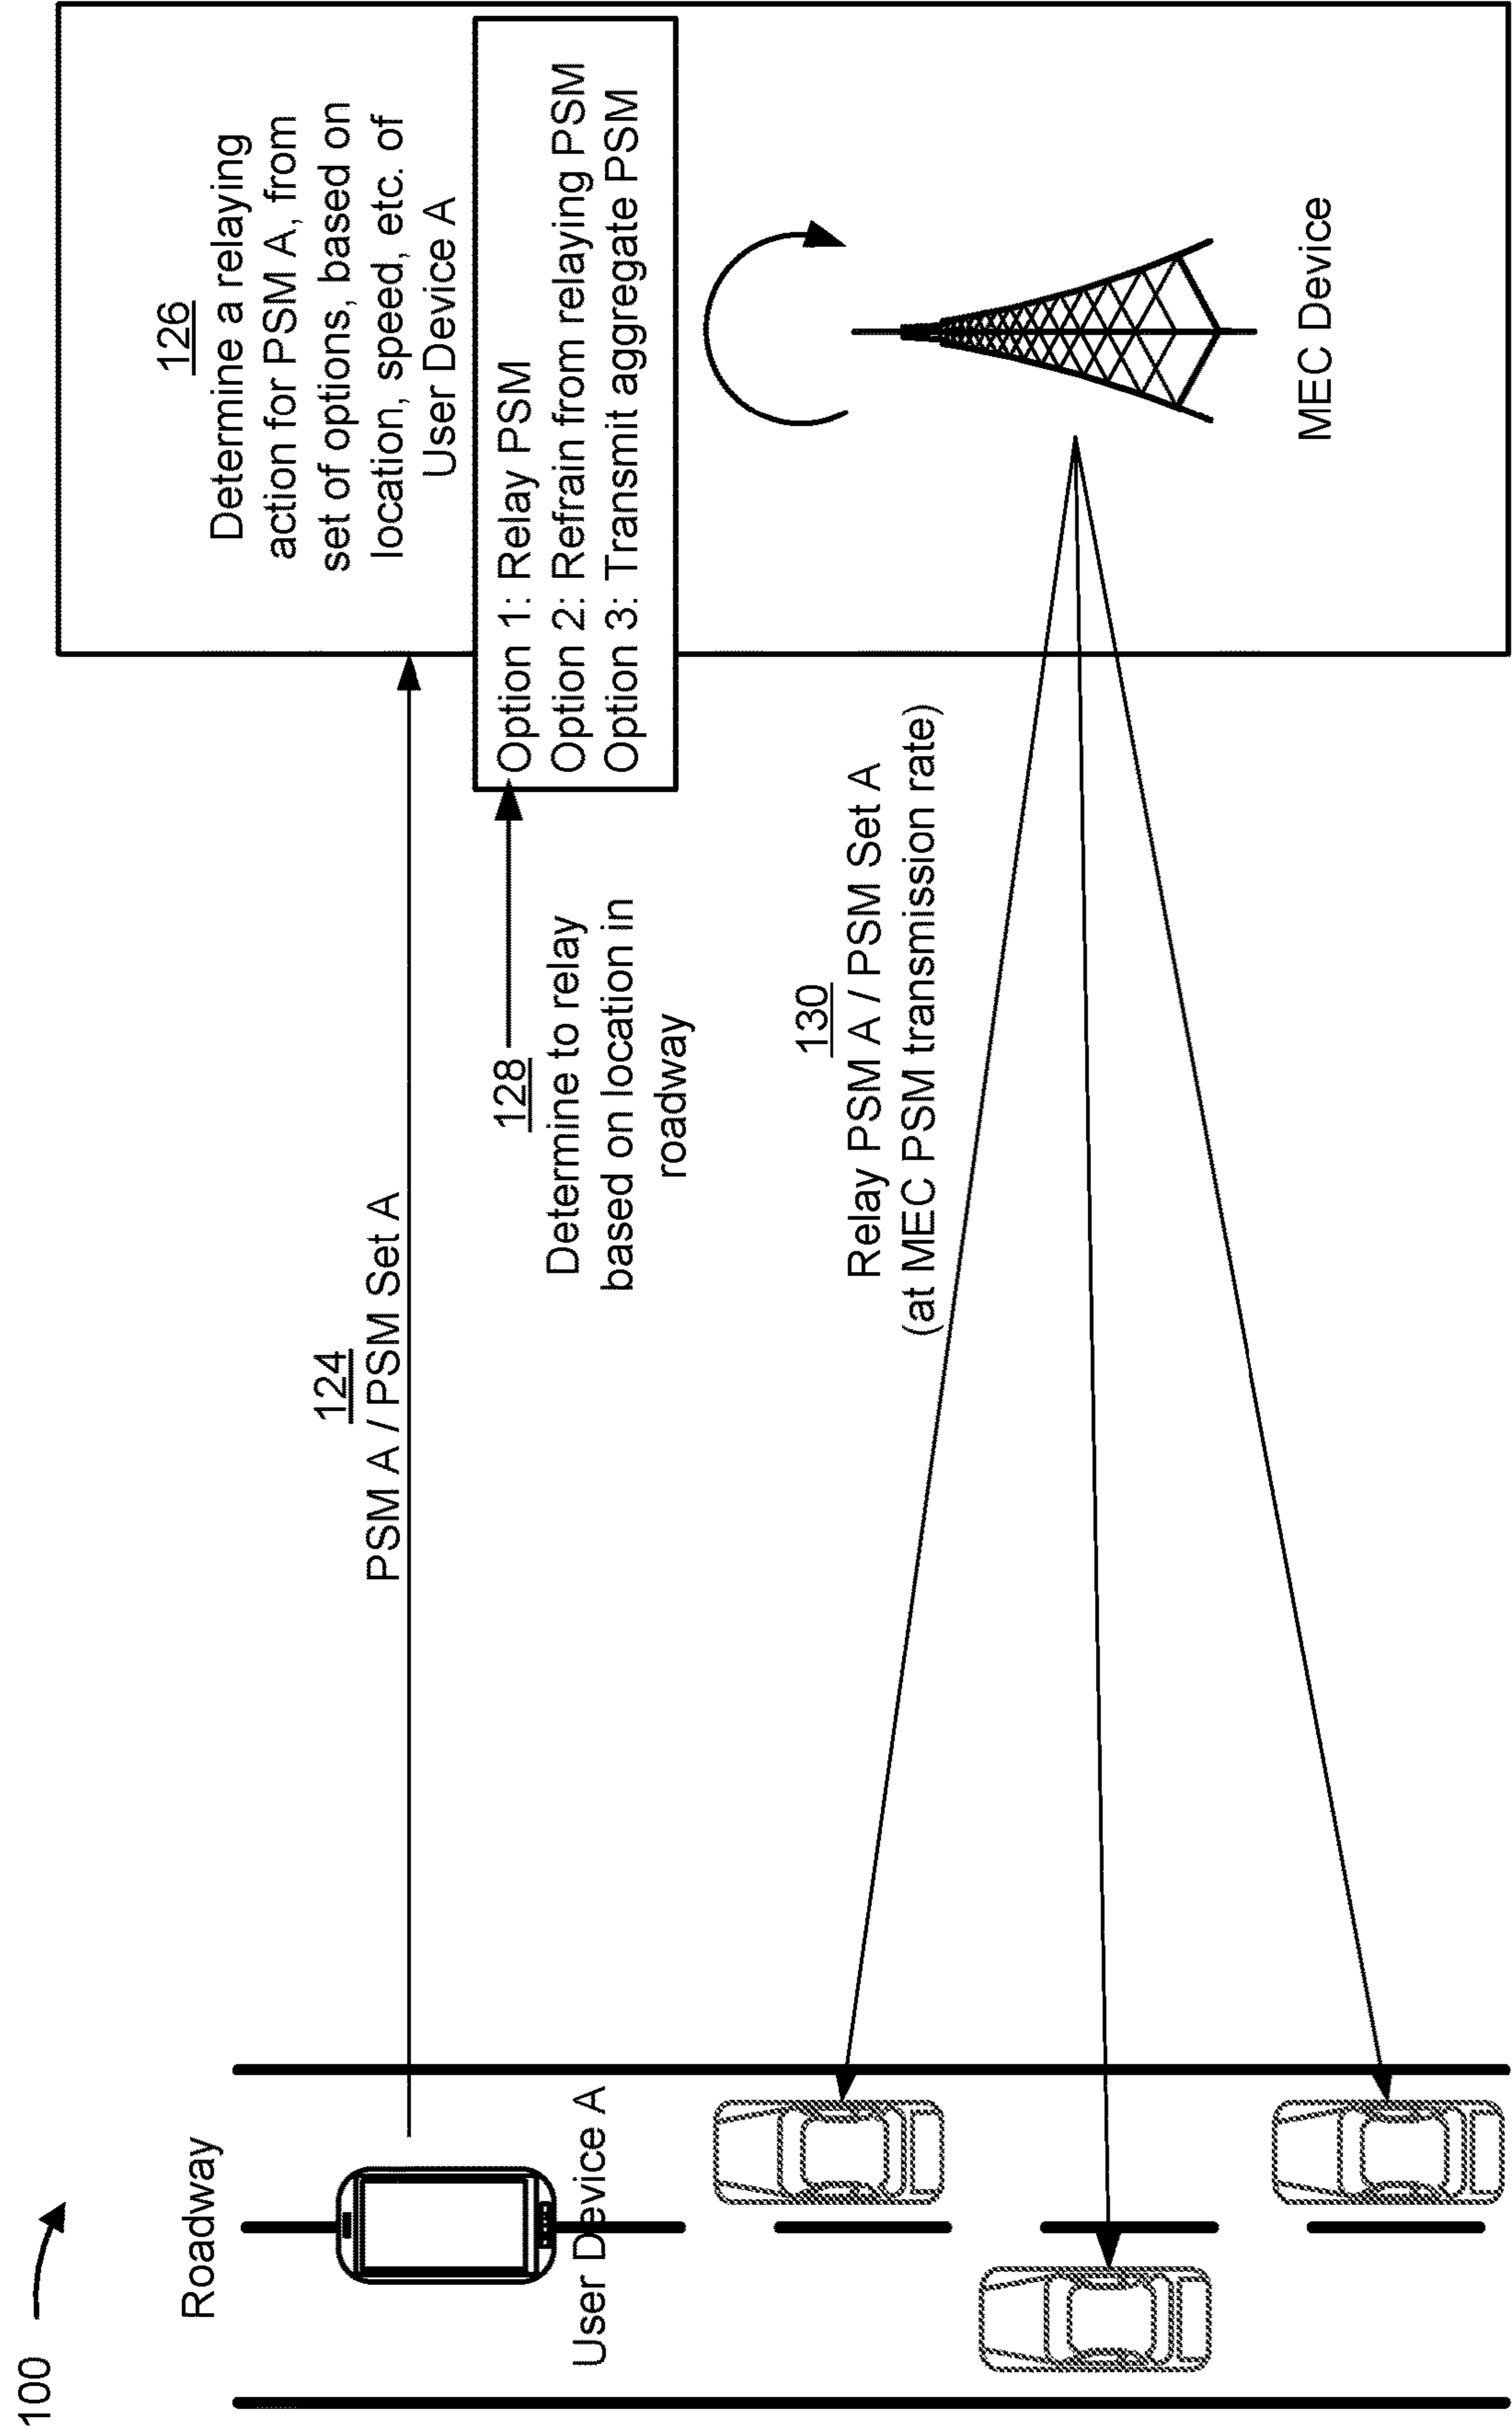 100
Roadway
User Device A
124
PSM A / PSM Set A
126
Determine a relaying
action for PSM A, from
set of options, based on
location, speed, etc. of
User Device A
Option 1: Relay PSM
Option 2: Refrain from relaying PSM
Option 3: Transmit aggregate PSM
128
Determine to relay
based on location in
roadway
130
Relay PSM A / PSM Set A
(at MEC PSM transmission rate)
MEC Device